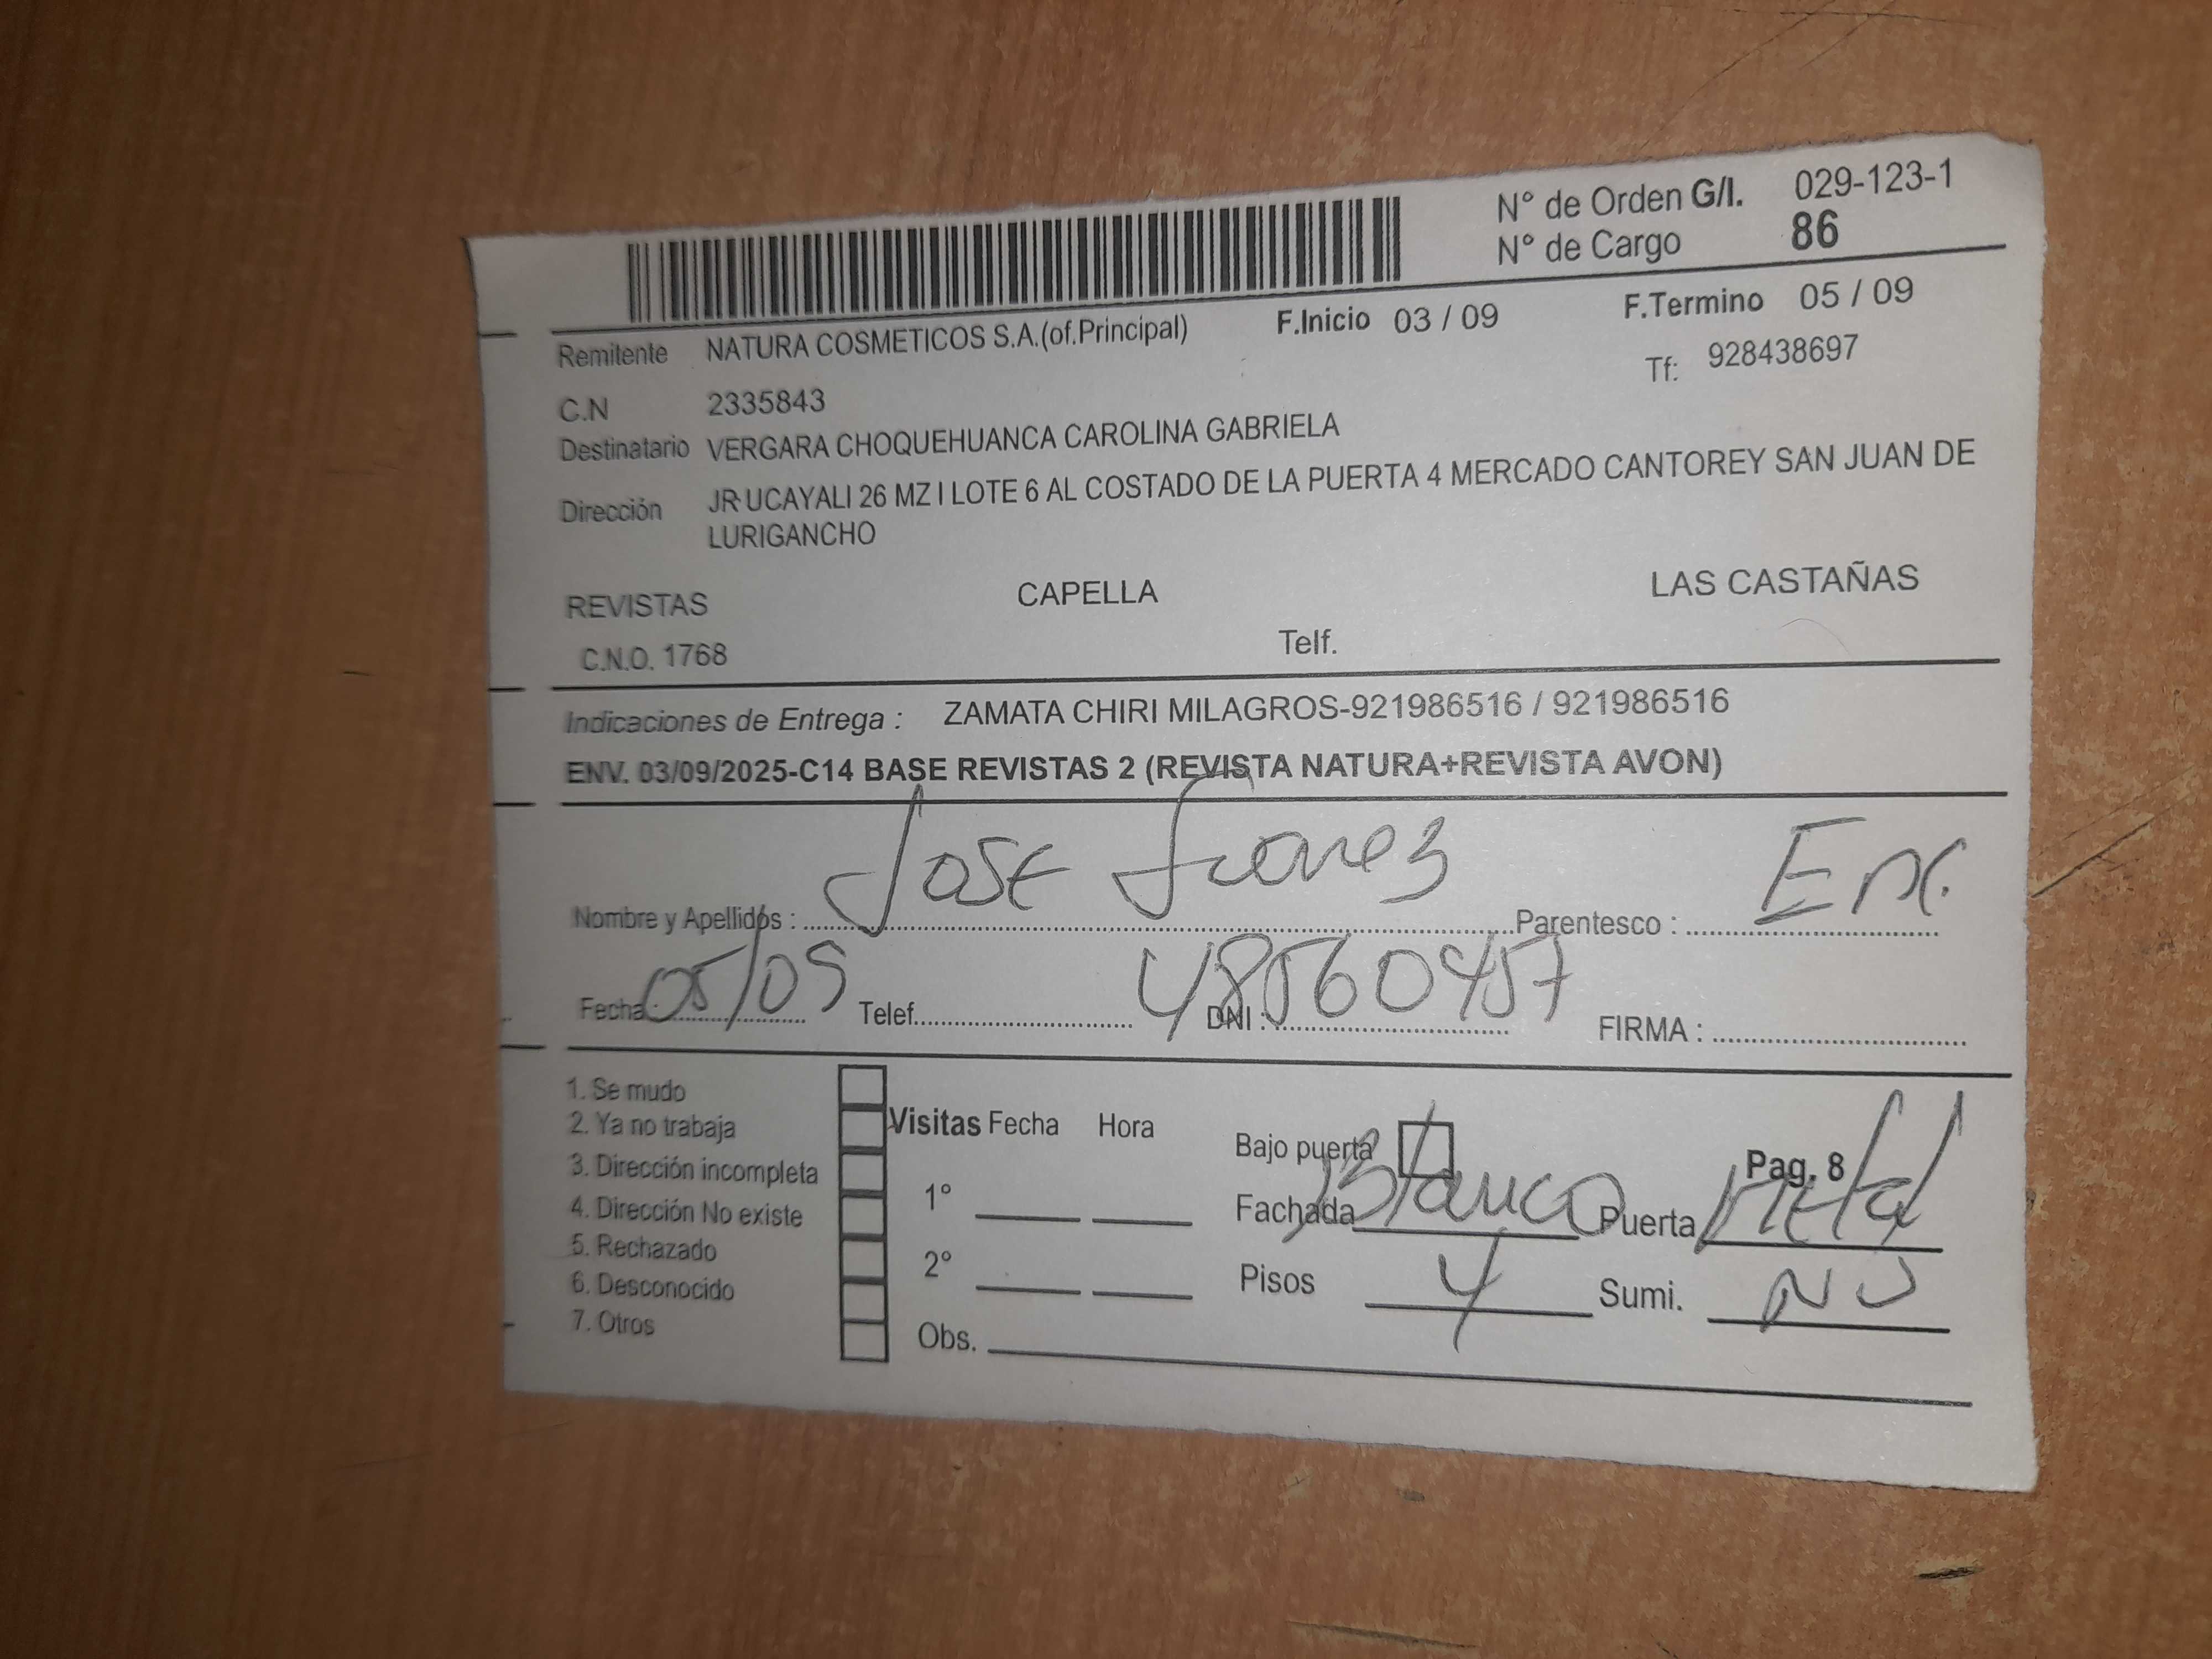 N° de Orden G/I. 029-123-1
N° de Cargo 86
F.Inicio 03 / 09 F.Termino 05 / 09
Remitente NATURA COSMETICOS S.A.(of.Principal)
Tf: 928438697
C.N 2335843
Destinatario VERGARA CHOQUEHUANCA CAROLINA GABRIELA
Dirección JR UCAYALI 26 MZ I LOTE 6 AL COSTADO DE LA PUERTA 4 MERCADO CANTOREY SAN JUAN DE
LURIGANCHO
REVISTAS CAPELLA LAS CASTAÑAS
C.N.O. 1768 Telf.
Indicaciones de Entrega : ZAMATA CHIRI MILAGROS-921986516 / 921986516
ENV. 03/09/2025-C14 BASE REVISTAS 2 (REVISTA NATURA+REVISTA AVON)
Nombre y Apellidos : Jose Parentesco : Enc.
Fecha : 05/09 Telef. DNI : 48560457 FIRMA :
1. Se mudo
2. Ya no trabaja
3. Dirección incompleta
4. Dirección No existe
5. Rechazado
6. Desconocido
7. Otros
Visitas Fecha Hora
1°
2°
Obs.
Bajo puerta Pag. 8
Fachada Blanco Puerta Metal
Pisos 4 Sumi. NO